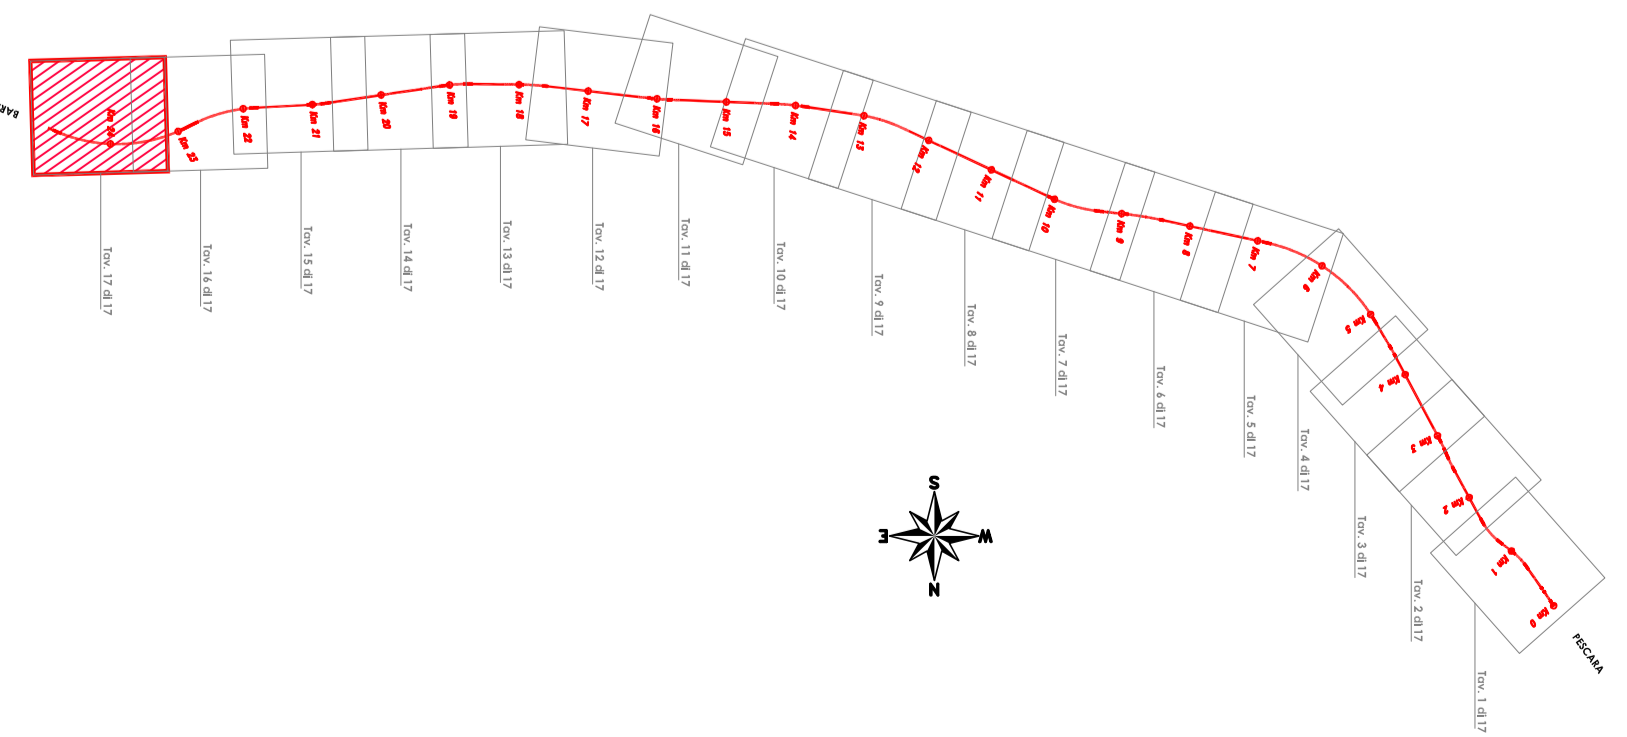 BARI
Km 24
Km 23
Km 22
Km 21
Km 20
Km 19
Km 18
Km 17
Km 16
Km 15
Km 14
Km 13
Km 12
Km 11
Km 10
Km 9
Km 8
Km 7
Km 6
Km 5
Km 4
Km 3
Km 2
Km 1
Km 0
Tav. 17 di 17
Tav. 16 di 17
Tav. 15 di 17
Tav. 14 di 17
Tav. 13 di 17
Tav. 12 di 17
Tav. 11 di 17
Tav. 10 di 17
Tav. 9 di 17
Tav. 8 di 17
Tav. 7 di 17
Tav. 6 di 17
Tav. 5 di 17
Tav. 4 di 17
Tav. 3 di 17
Tav. 2 di 17
Tav. 1 di 17
S
E
W
N
PESCARA